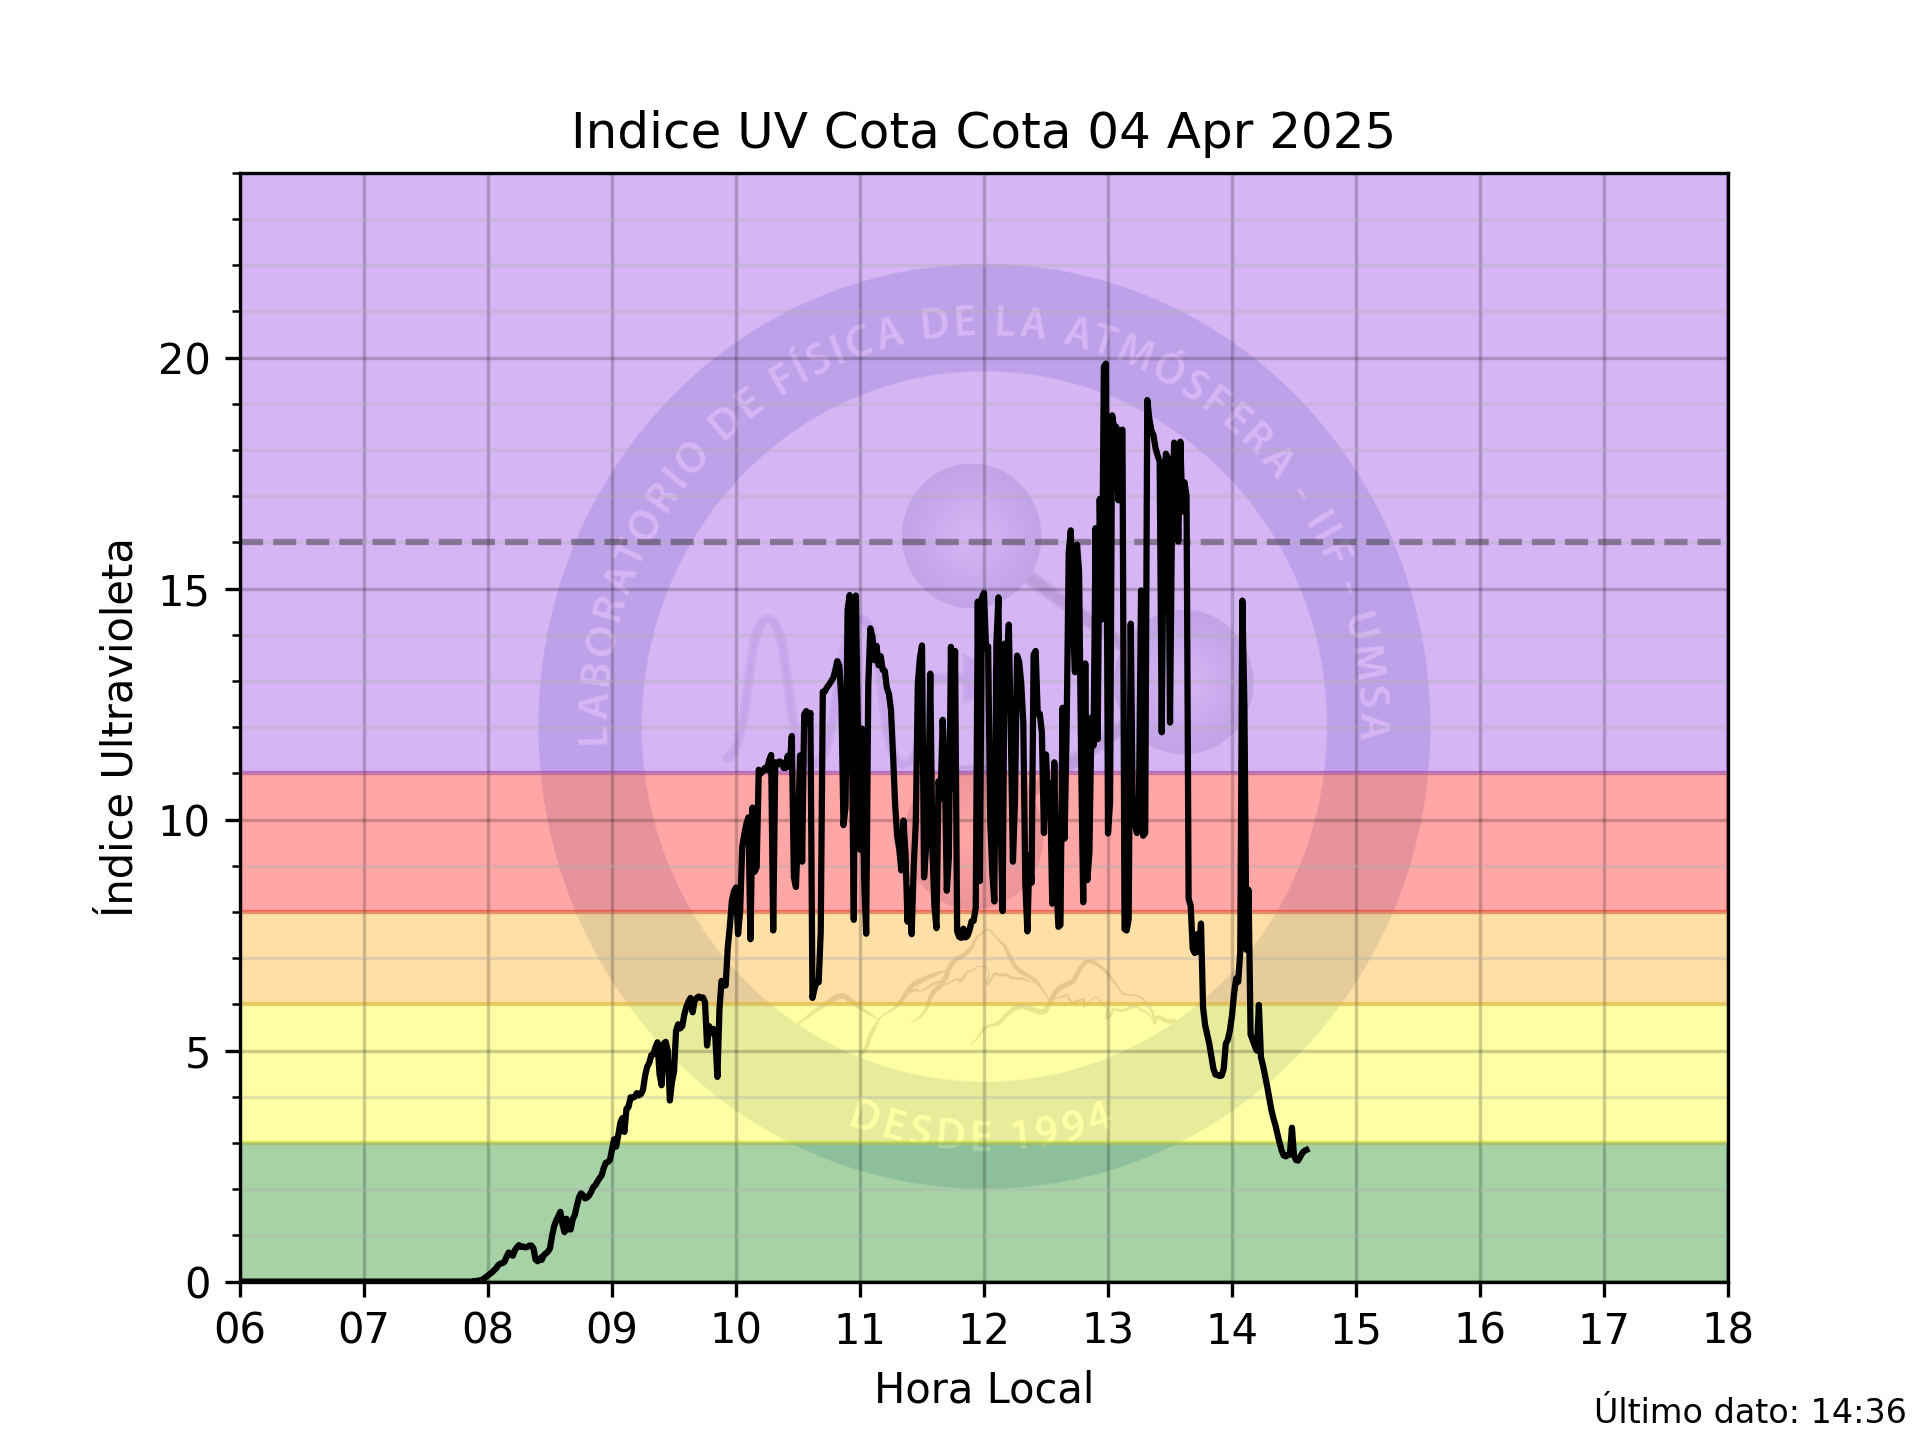 Indice UV Cota Cota 04 Apr 2025
Índice Ultravioleta
20
15
10
5
0
LABORATORIO DE FÍSICA DE LA ATMÓSFERA - IIF - UMSA
DESDE 1994
06 07 08 09 10 11 12 13 14 15 16 17 18
Hora Local
Último dato: 14:36